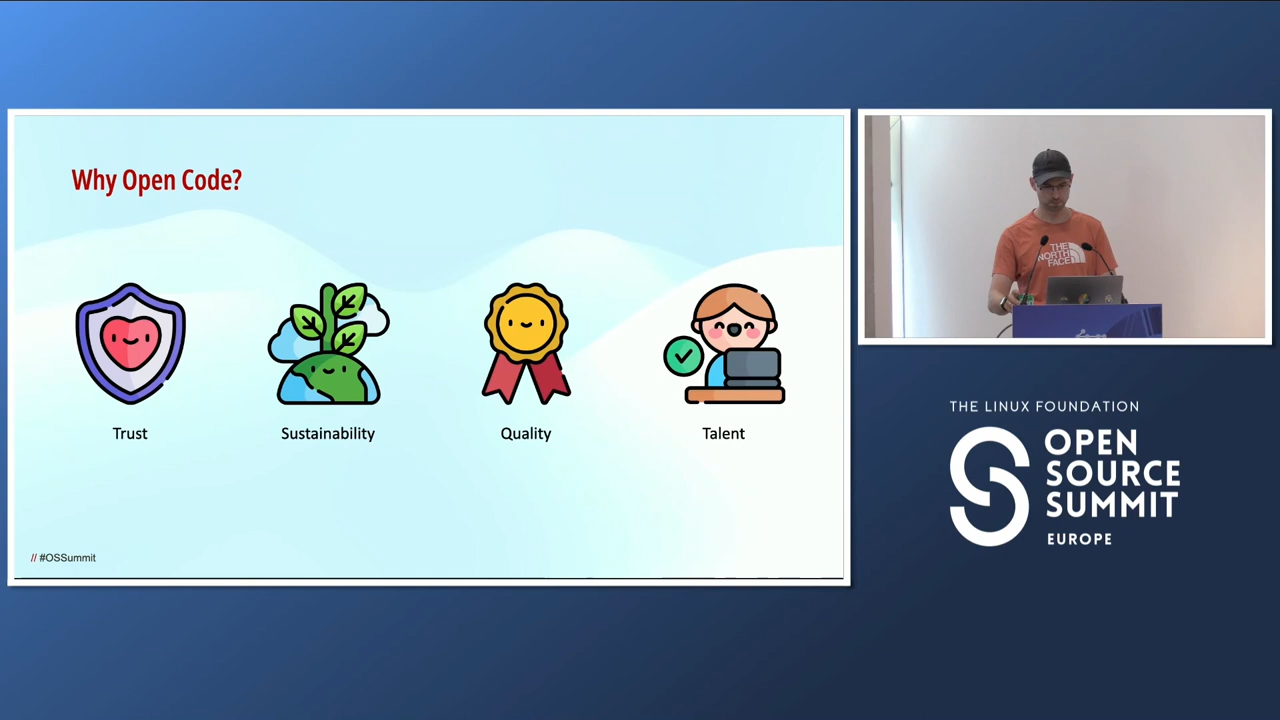 Why Open Code?
Trust
Sustainability
Quality
Talent
// #OSSummit
THE
NORTH
FACE
THE LINUX FOUNDATION
OPEN
SOURCE
SUMMIT
EUROPE